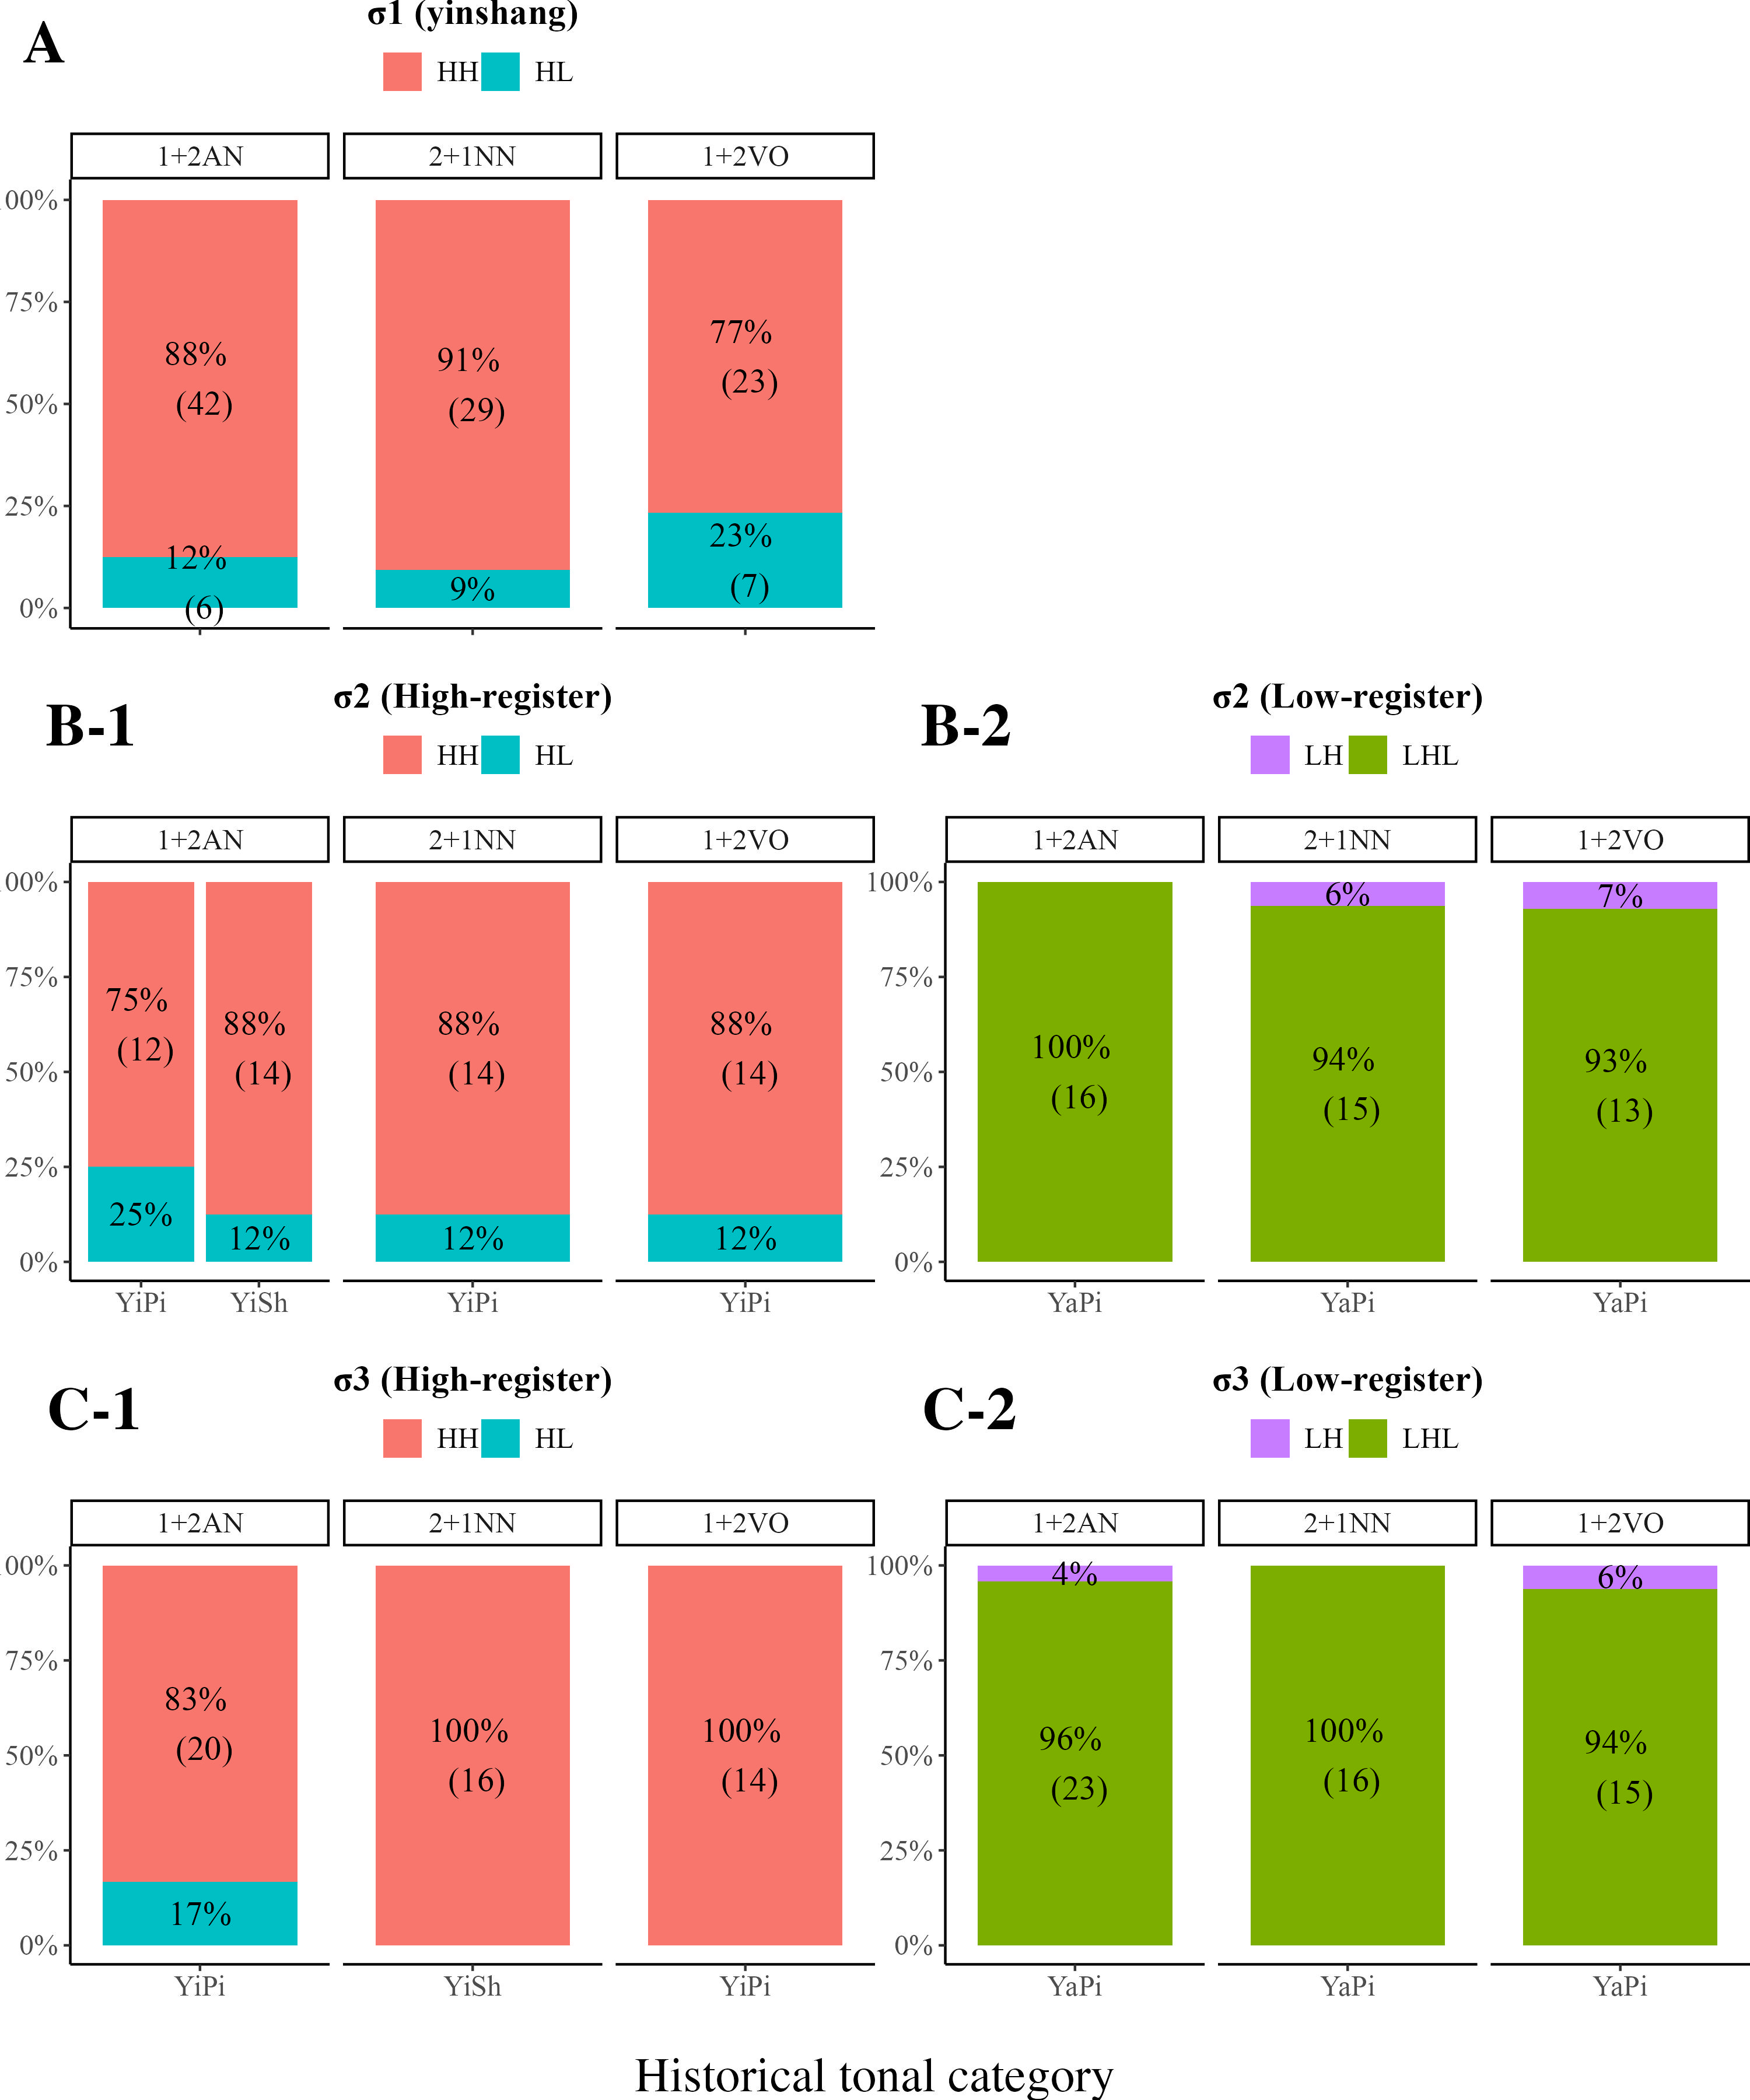 A
σ1 (yinshang)
HH HL
1+2AN 2+1NN 1+2VO
00%
75%
50%
25%
0%
88%
(42)
12%
(6)
91%
(29)
9%
77%
(23)
23%
(7)
B-1
σ2 (High-register)
HH HL
1+2AN 2+1NN 1+2VO
00%
75%
50%
25%
0%
75%
(12)
25%
88%
(14)
12%
88%
(14)
12%
88%
(14)
12%
YiPi YiSh YiPi YiPi
B-2
σ2 (Low-register)
LH LHL
1+2AN 2+1NN 1+2VO
100%
75%
50%
25%
0%
100%
(16)
6%
94%
(15)
7%
93%
(13)
YaPi YaPi YaPi
C-1
σ3 (High-register)
HH HL
1+2AN 2+1NN 1+2VO
00%
75%
50%
25%
0%
83%
(20)
17%
100%
(16)
100%
(14)
YiPi YiSh YiPi
C-2
σ3 (Low-register)
LH LHL
1+2AN 2+1NN 1+2VO
100%
75%
50%
25%
0%
4%
96%
(23)
100%
(16)
6%
94%
(15)
YaPi YaPi YaPi
Historical tonal category